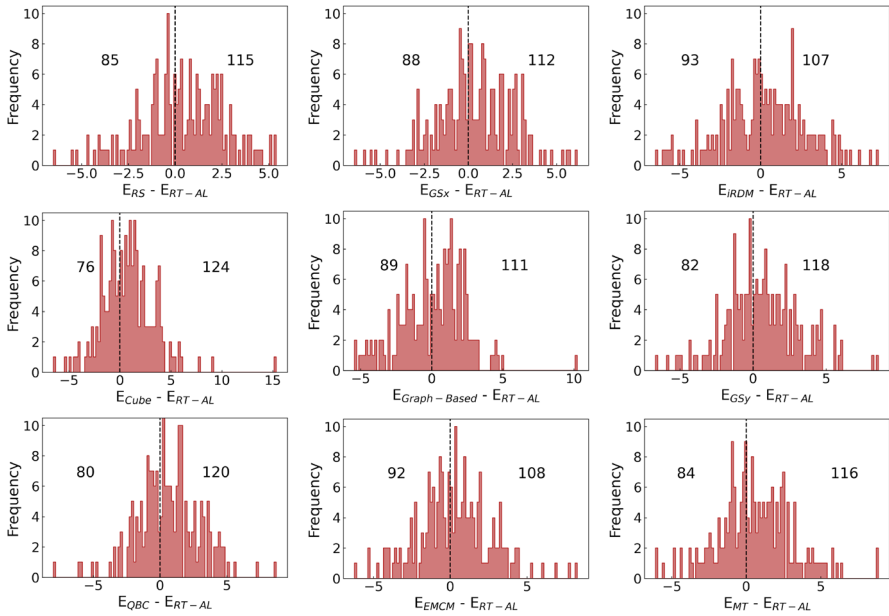 10
8
6
4
2
0
Frequency
85
115
−5.0 −2.5 0.0 2.5 5.0
E_RS - E_RT−AL
10
8
6
4
2
0
Frequency
88
112
−6 −4 −2 0 2 4 6
E_GSx - E_RT−AL
10
8
6
4
2
0
Frequency
93
107
−5 0 5
E_iRDM - E_RT−AL
10
8
6
4
2
0
Frequency
76
124
−5 0 5 10 15
E_Cube - E_RT−AL
10
8
6
4
2
0
Frequency
89
111
−5 0 5 10
E_Graph−Based - E_RT−AL
10
8
6
4
2
0
Frequency
82
118
−5 0 5
E_GSy - E_RT−AL
10
8
6
4
2
0
Frequency
80
120
−5 0 5
E_QBC - E_RT−AL
10
8
6
4
2
0
Frequency
92
108
−5 0 5
E_EMCM - E_RT−AL
10
8
6
4
2
0
Frequency
84
116
−5 0 5
E_MT - E_RT−AL